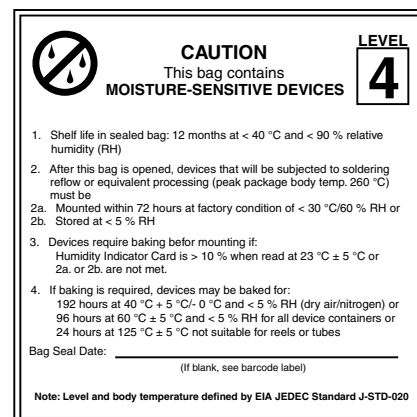 CAUTION
This bag contains
MOISTURE-SENSITIVE DEVICES
LEVEL
4
1. Shelf life in sealed bag: 12 months at < 40 °C and < 90 % relative
humidity (RH)
2. After this bag is opened, devices that will be subjected to soldering
reflow or equivalent processing (peak package body temp. 260 °C)
must be
2a. Mounted within 72 hours at factory condition of < 30 °C/60 % RH or
2b. Stored at < 5 % RH
3. Devices require baking befor mounting if:
Humidity Indicator Card is > 10 % when read at 23 °C ± 5 °C or
2a. or 2b. are not met.
4. If baking is required, devices may be baked for:
192 hours at 40 °C + 5 °C/- 0 °C and < 5 % RH (dry air/nitrogen) or
96 hours at 60 °C ± 5 °C and < 5 % RH for all device containers or
24 hours at 125 °C ± 5 °C not suitable for reels or tubes
Bag Seal Date:
(If blank, see barcode label)
Note: Level and body temperature defined by EIA JEDEC Standard J-STD-020